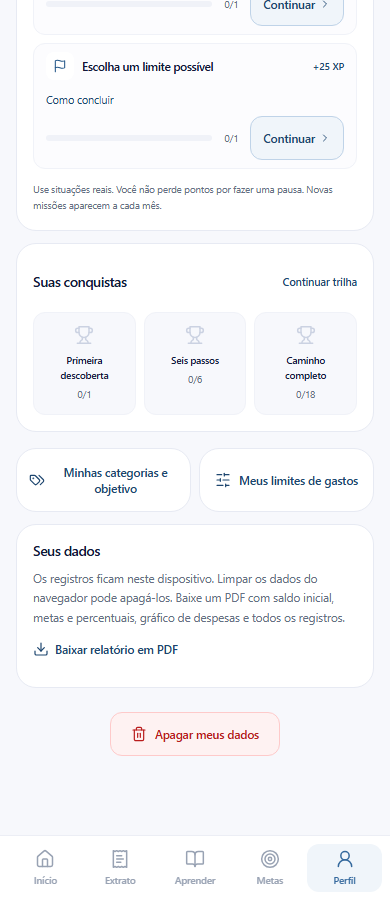 0/1
Continuar
Escolha um limite possível
+25 XP
Como concluir
0/1
Continuar
Use situações reais. Você não perde pontos por fazer uma pausa. Novas
missões aparecem a cada mês.
Suas conquistas
Continuar trilha
Primeira
descoberta
0/1
Seis passos
0/6
Caminho
completo
0/18
Minhas categorias e
objetivo
Meus limites de gastos
Seus dados
Os registros ficam neste dispositivo. Limpar os dados do
navegador pode apagá-los. Baixe um PDF com saldo inicial,
metas e percentuais, gráfico de despesas e todos os registros.
Baixar relatório em PDF
Apagar meus dados
Início
Extrato
Aprender
Metas
Perfil